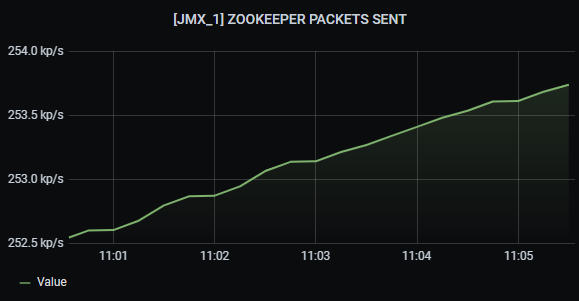 [JMX_1] ZOOKEEPER PACKETS SENT
254.0 kp/s
253.5 kp/s
253.0 kp/s
252.5 kp/s
11:01 11:02 11:03 11:04 11:05
Value